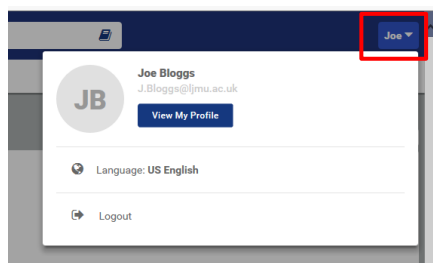 Joe
JB
Joe Bloggs
J.Bloggs@ljmu.ac.uk
View My Profile
Language: US English
Logout